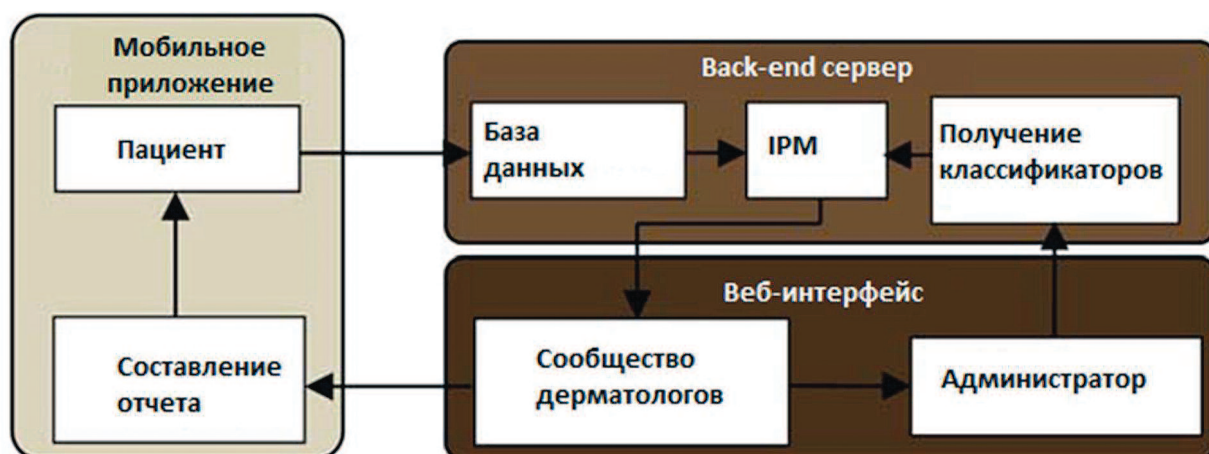 Мобильное
приложение
Пациент
Составление
отчета
Back-end сервер
База
данных
IPM
Получение
классификаторов
Веб-интерфейс
Сообщество
дерматологов
Администратор